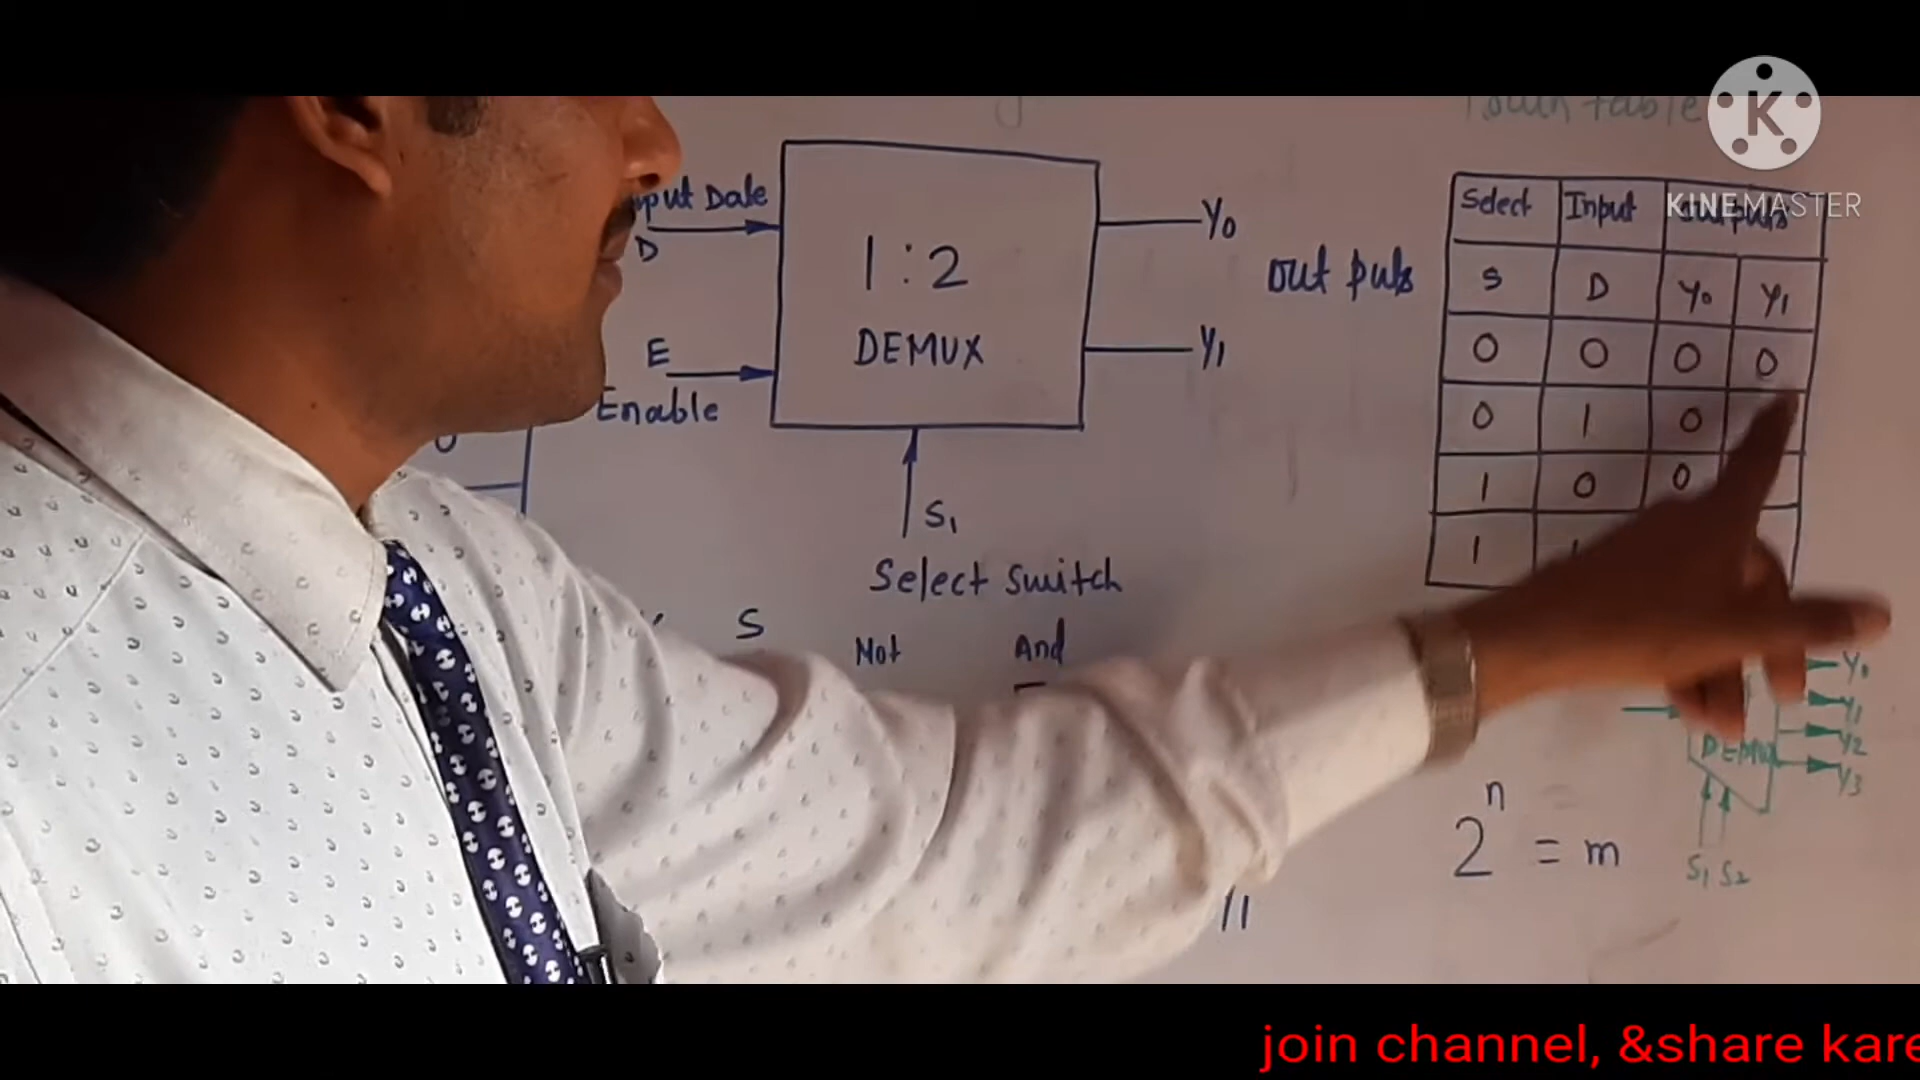 K
KINEMASTER
Input Date
D
E
Enable
1:2
DEMUX
Y0
Y1
out puts
S1
Select switch
S
Not
And
Select Input
S D Y0 Y1
0 0 0 0
0 1 0
1 0 0
1 1
Y0
Y1
Y2
Y3
S1 S2
2^n = m
join channel, &share kare